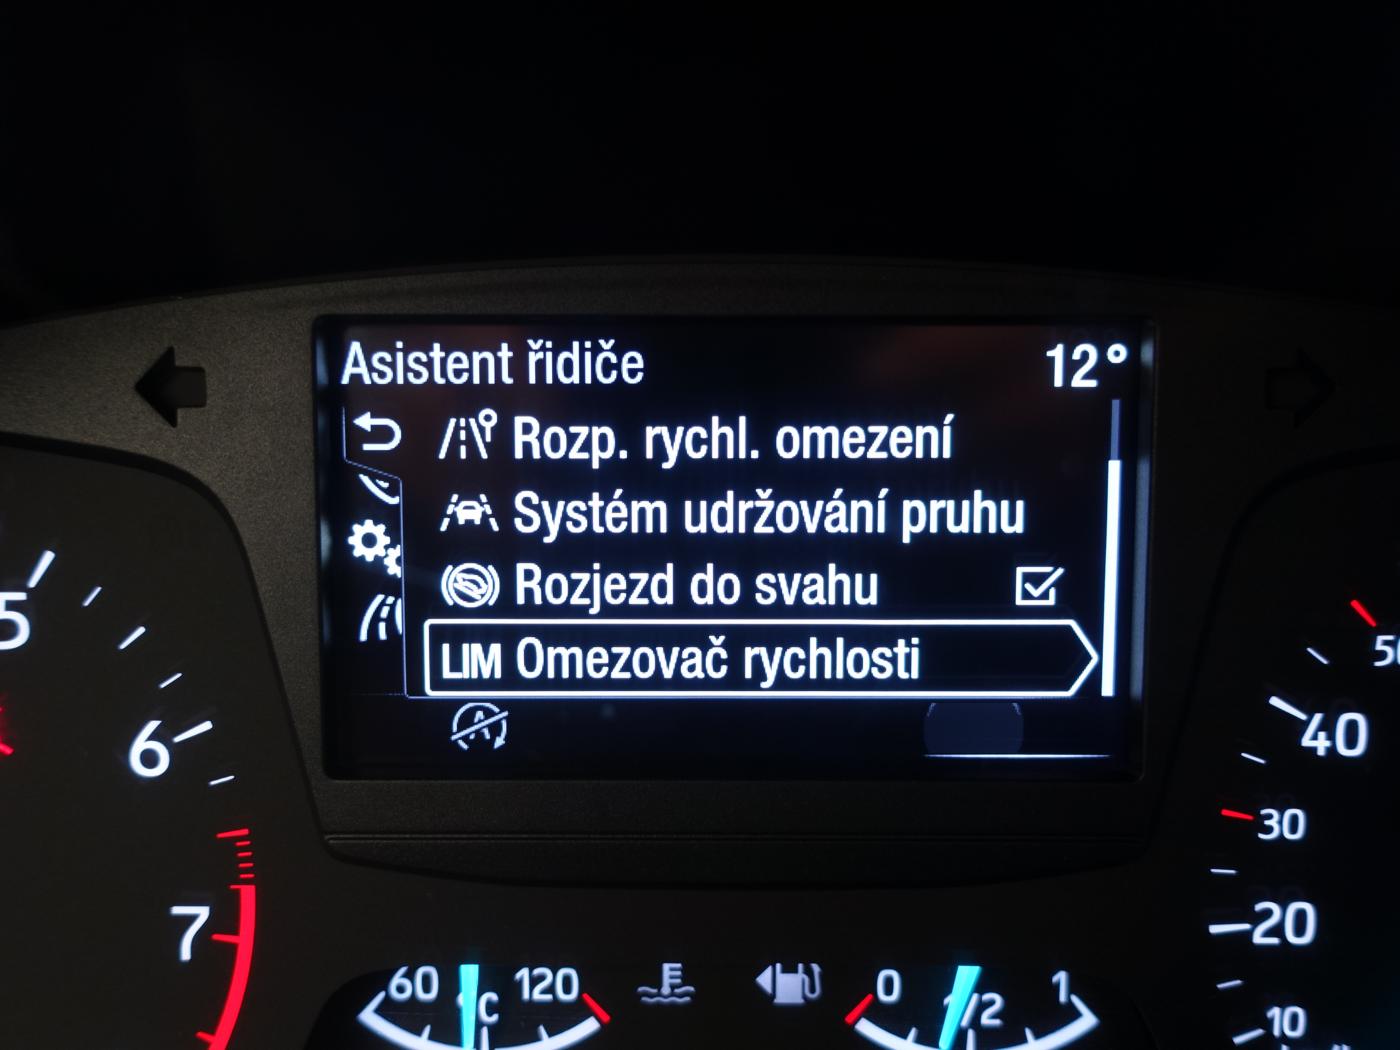 Asistent řidiče 12°
Rozp. rychl. omezení
Systém udržování pruhu
Rozjezd do svahu
LIM Omezovač rychlosti
A
5
6
7
50
40
30
20
10
60 120
°C
0 1/2 1